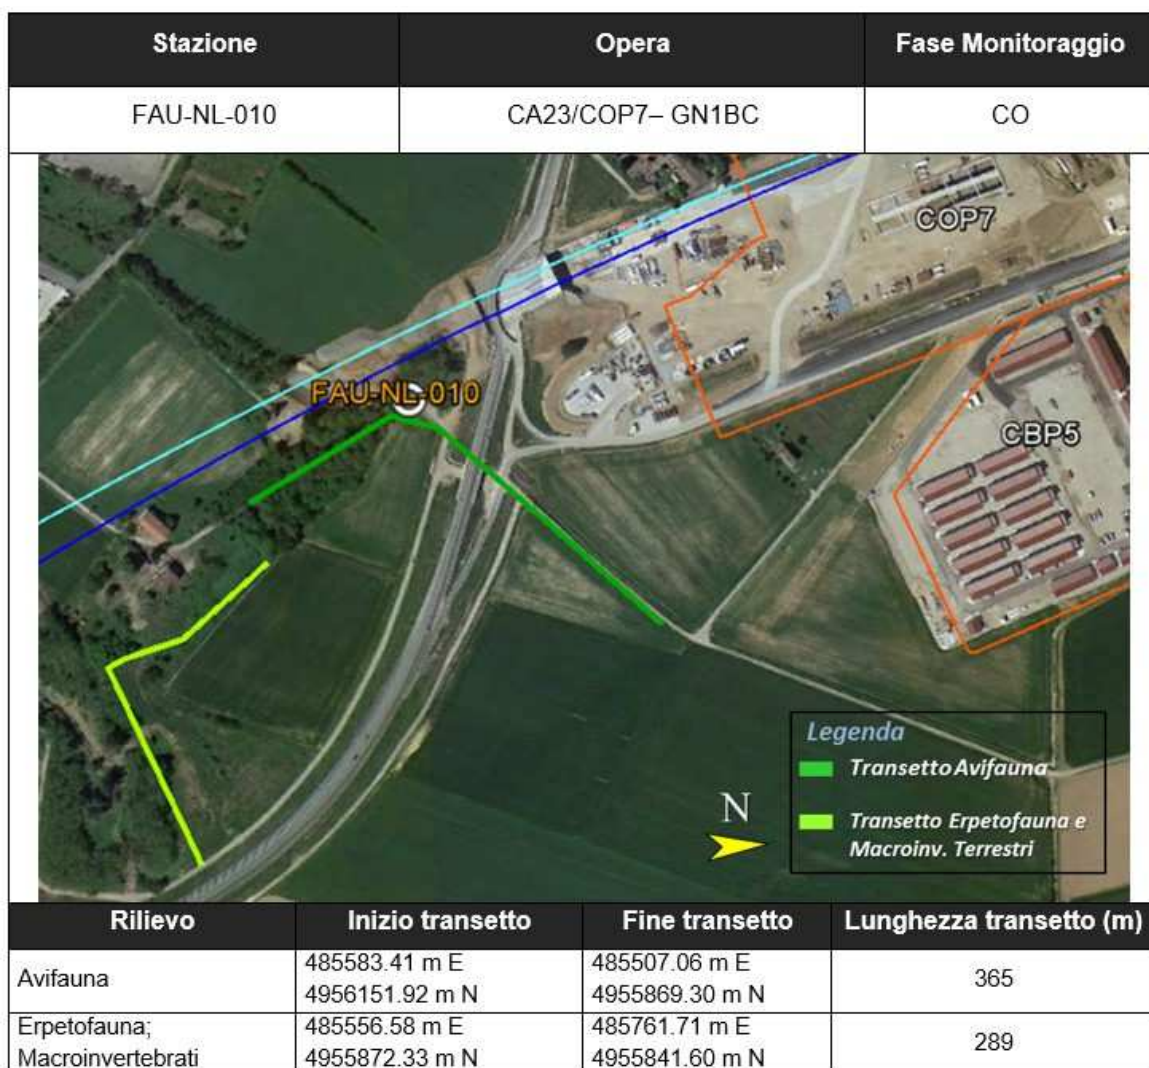 Stazione Opera Fase Monitoraggio
FAU-NL-010 CA23/COP7– GN1BC CO
COP7
FAU-NL-010
CBP5
Legenda
Transetto Avifauna
N
Transetto Erpetofauna e
Macroinv. Terrestri
Rilievo Inizio transetto Fine transetto Lunghezza transetto (m)
Avifauna 485583.41 m E 485507.06 m E 365
4956151.92 m N 4955869.30 m N
Erpetofauna; 485556.58 m E 485761.71 m E 289
Macroinvertebrati 4955872.33 m N 4955841.60 m N